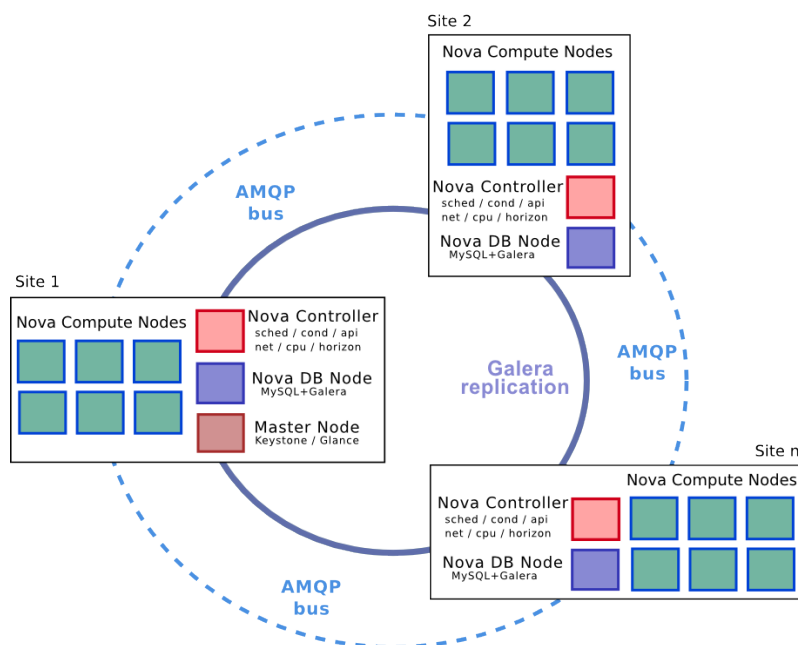 Site 2
Nova Compute Nodes
Nova Controller
sched / cond / api
net / cpu / horizon
Nova DB Node
MySQL+Galera
AMQP
bus
Site 1
Nova Compute Nodes
Nova Controller
sched / cond / api
net / cpu / horizon
Nova DB Node
MySQL+Galera
Master Node
Keystone / Glance
Galera
replication
AMQP
bus
Site n
Nova Compute Nodes
Nova Controller
sched / cond / api
net / cpu / horizon
Nova DB Node
MySQL+Galera
AMQP
bus